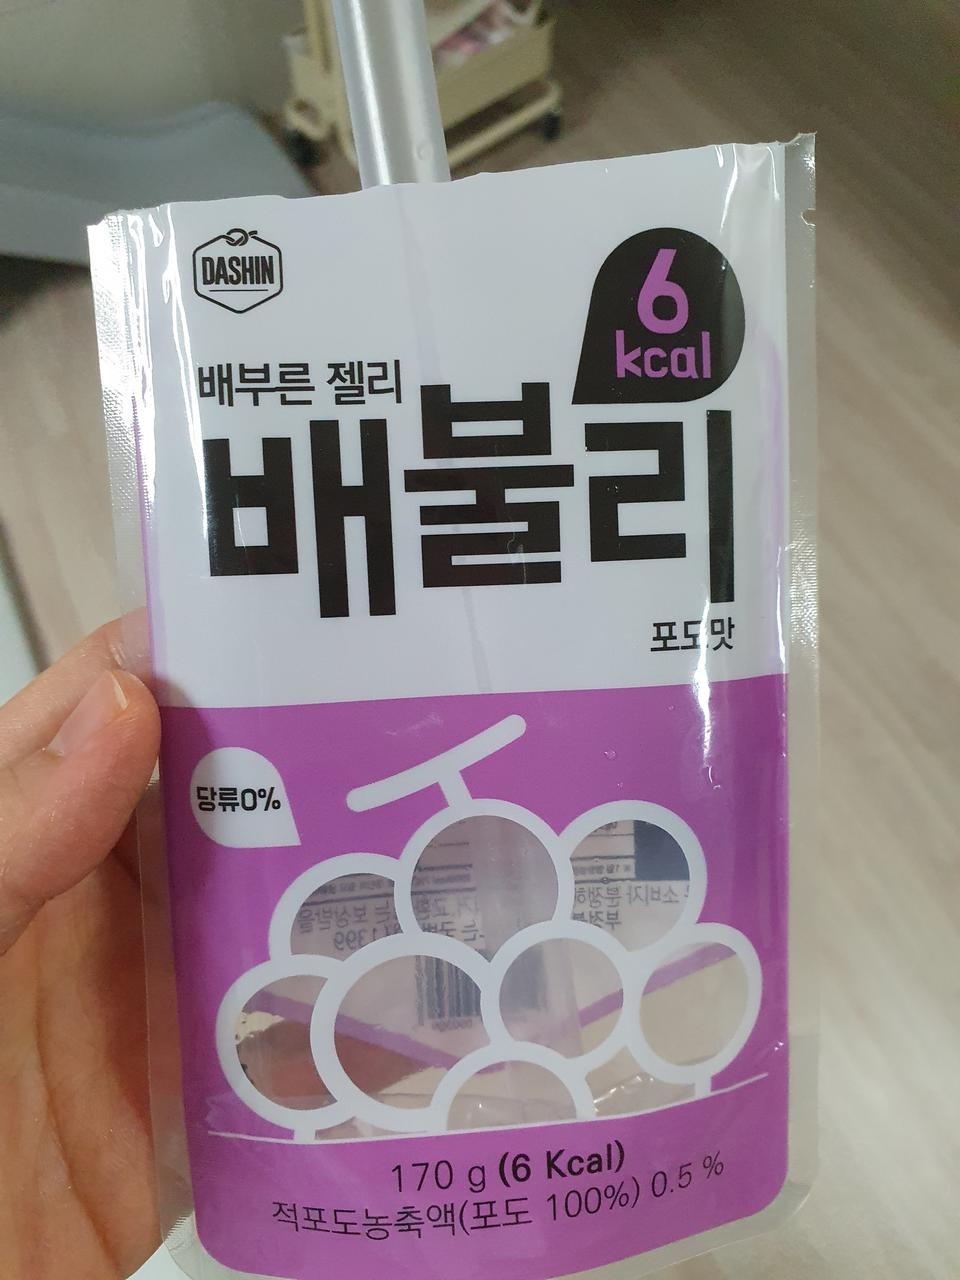 DASHIN
6
kcal
배부른 젤리
배불리
포도맛
당류0%
170 g (6 Kcal)
적포도농축액(포도 100%) 0.5 %